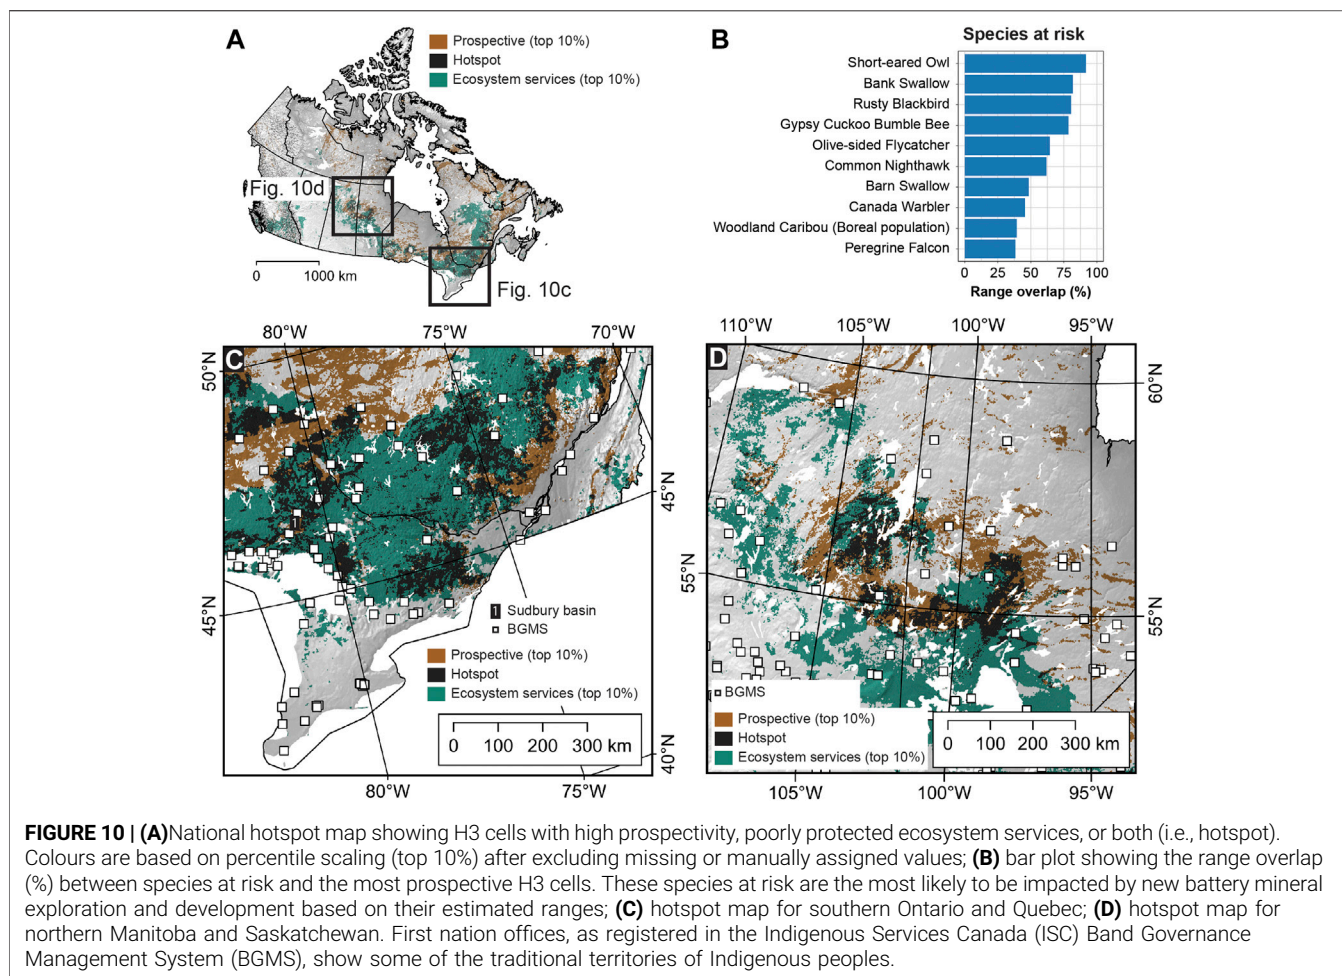 A
Prospective (top 10%)
Hotspot
Ecosystem services (top 10%)
Fig. 10d
Fig. 10c
0 1000 km
B
Species at risk
Short-eared Owl
Bank Swallow
Rusty Blackbird
Gypsy Cuckoo Bumble Bee
Olive-sided Flycatcher
Common Nighthawk
Barn Swallow
Canada Warbler
Woodland Caribou (Boreal population)
Peregrine Falcon
0 25 50 75 100
Range overlap (%)
80°W 75°W 70°W
C
50°N
45°N
45°N
40°N
1
1 Sudbury basin
BGMS
Prospective (top 10%)
Hotspot
Ecosystem services (top 10%)
0 100 200 300 km
80°W 75°W
110°W 105°W 100°W 95°W
D
60°N
55°N
55°N
BGMS
Prospective (top 10%)
Hotspot
Ecosystem services (top 10%)
0 100 200 300 km
105°W 100°W 95°W
FIGURE 10 | (A)National hotspot map showing H3 cells with high prospectivity, poorly protected ecosystem services, or both (i.e., hotspot).
Colours are based on percentile scaling (top 10%) after excluding missing or manually assigned values; (B) bar plot showing the range overlap
(%) between species at risk and the most prospective H3 cells. These species at risk are the most likely to be impacted by new battery mineral
exploration and development based on their estimated ranges; (C) hotspot map for southern Ontario and Quebec; (D) hotspot map for
northern Manitoba and Saskatchewan. First nation offices, as registered in the Indigenous Services Canada (ISC) Band Governance
Management System (BGMS), show some of the traditional territories of Indigenous peoples.